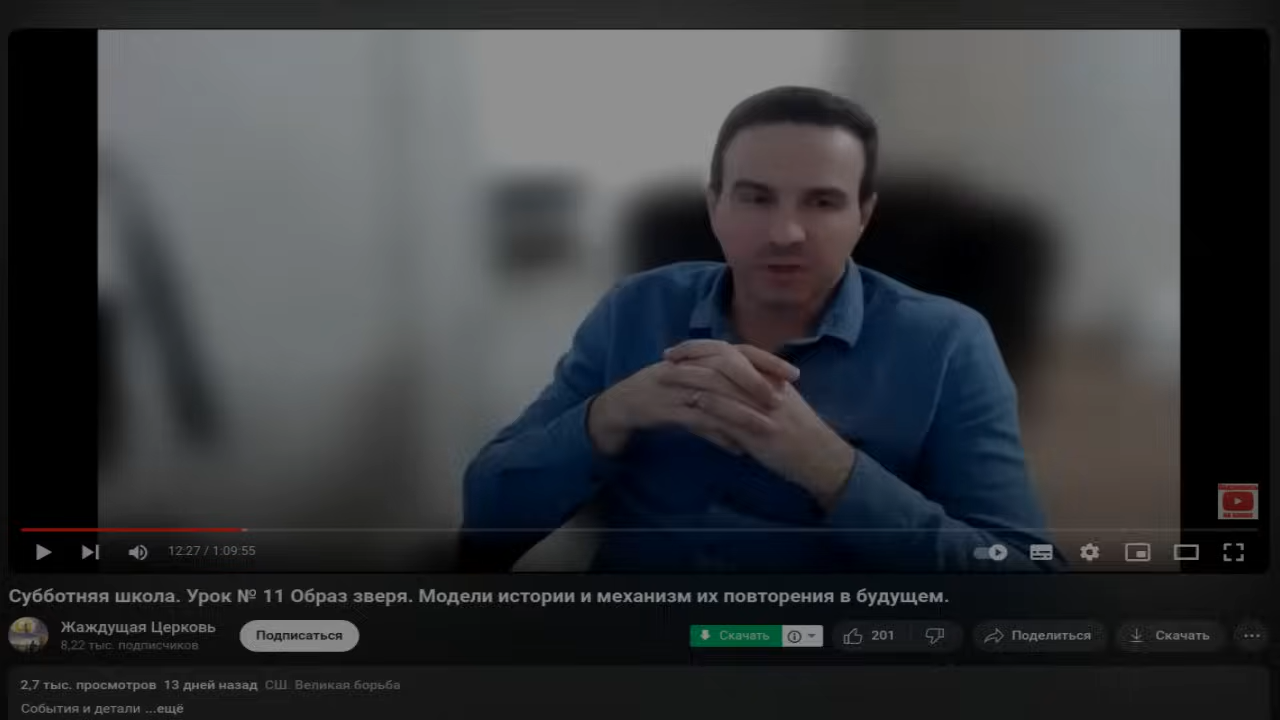 12:27 / 1:09:55
Субботняя школа. Урок № 11 Образ зверя. Модели истории и механизм их повторения в будущем.
Жаждущая Церковь
8,22 тыс. подписчиков
Подписаться
Скачать
201
Поделиться
Скачать
2,7 тыс. просмотров 13 дней назад СШ. Великая борьба
События и детали ...ещё